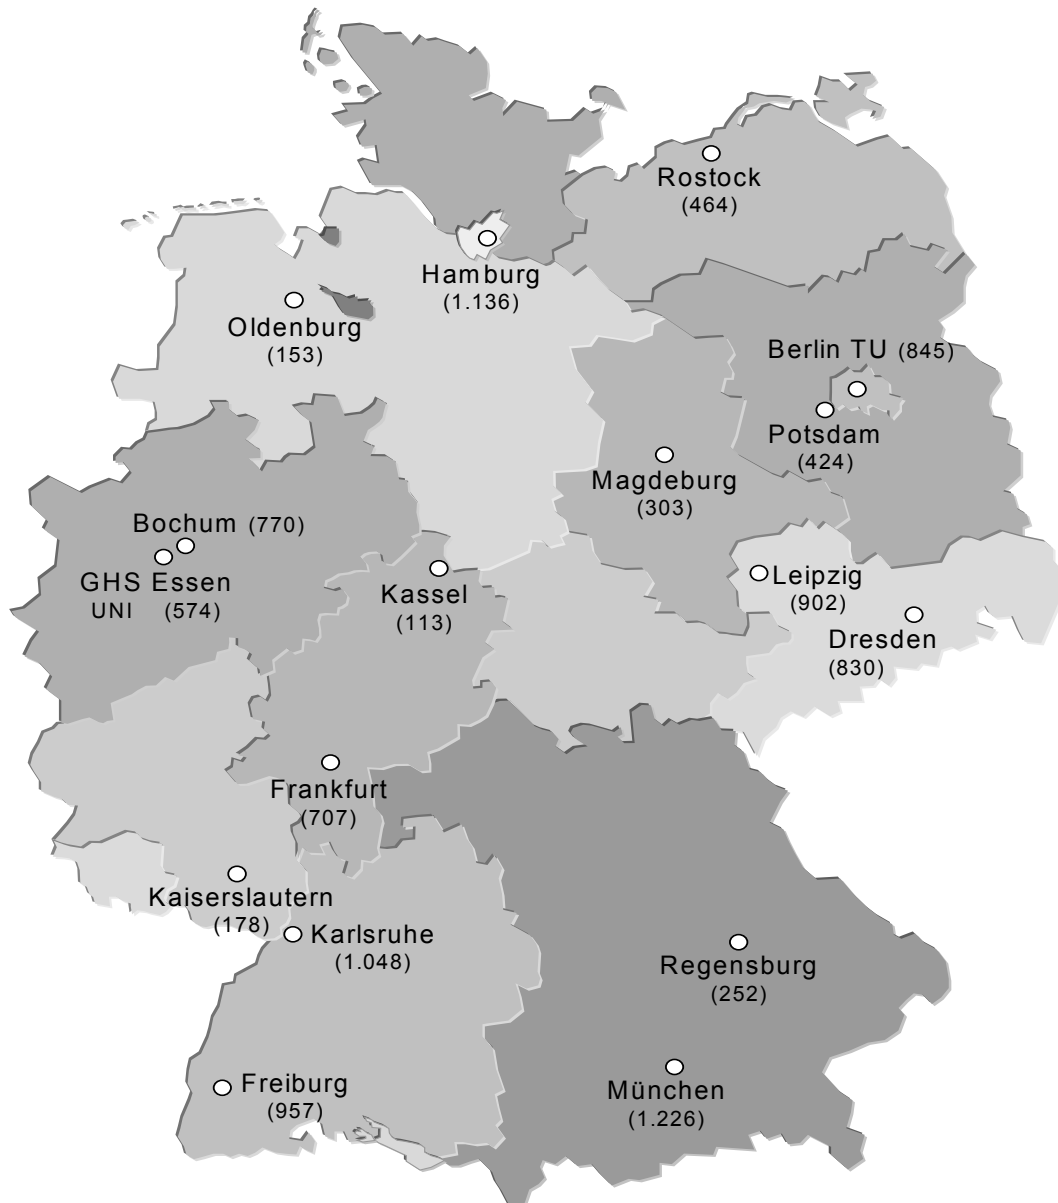 Rostock
(464)
Hamburg
(1.136)
Oldenburg
(153)
Berlin TU (845)
Potsdam
(424)
Magdeburg
(303)
Bochum (770)
GHS Essen
UNI (574)
Kassel
(113)
Leipzig
(902)
Dresden
(830)
Frankfurt
(707)
Kaiserslautern
(178)
Karlsruhe
(1.048)
Regensburg
(252)
Freiburg
(957)
München
(1.226)